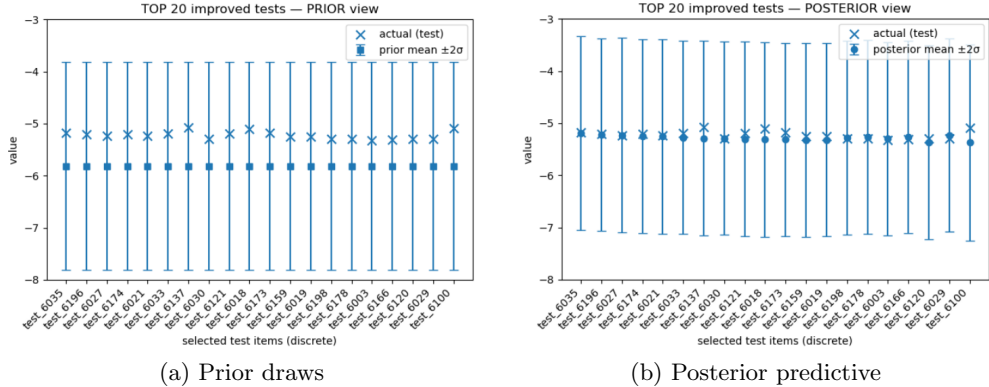 TOP 20 improved tests — PRIOR view
actual (test)
prior mean ±2σ
value
−3
−4
−5
−6
−7
−8
test_6035
test_6196
test_6027
test_6174
test_6021
test_6033
test_6137
test_6030
test_6121
test_6018
test_6173
test_6159
test_6019
test_6198
test_6178
test_6003
test_6166
test_6120
test_6029
test_6100
selected test items (discrete)
(a) Prior draws
TOP 20 improved tests — POSTERIOR view
actual (test)
posterior mean ±2σ
value
−3
−4
−5
−6
−7
−8
test_6035
test_6196
test_6027
test_6174
test_6021
test_6033
test_6137
test_6030
test_6121
test_6018
test_6173
test_6159
test_6019
test_6198
test_6178
test_6003
test_6166
test_6120
test_6029
test_6100
selected test items (discrete)
(b) Posterior predictive